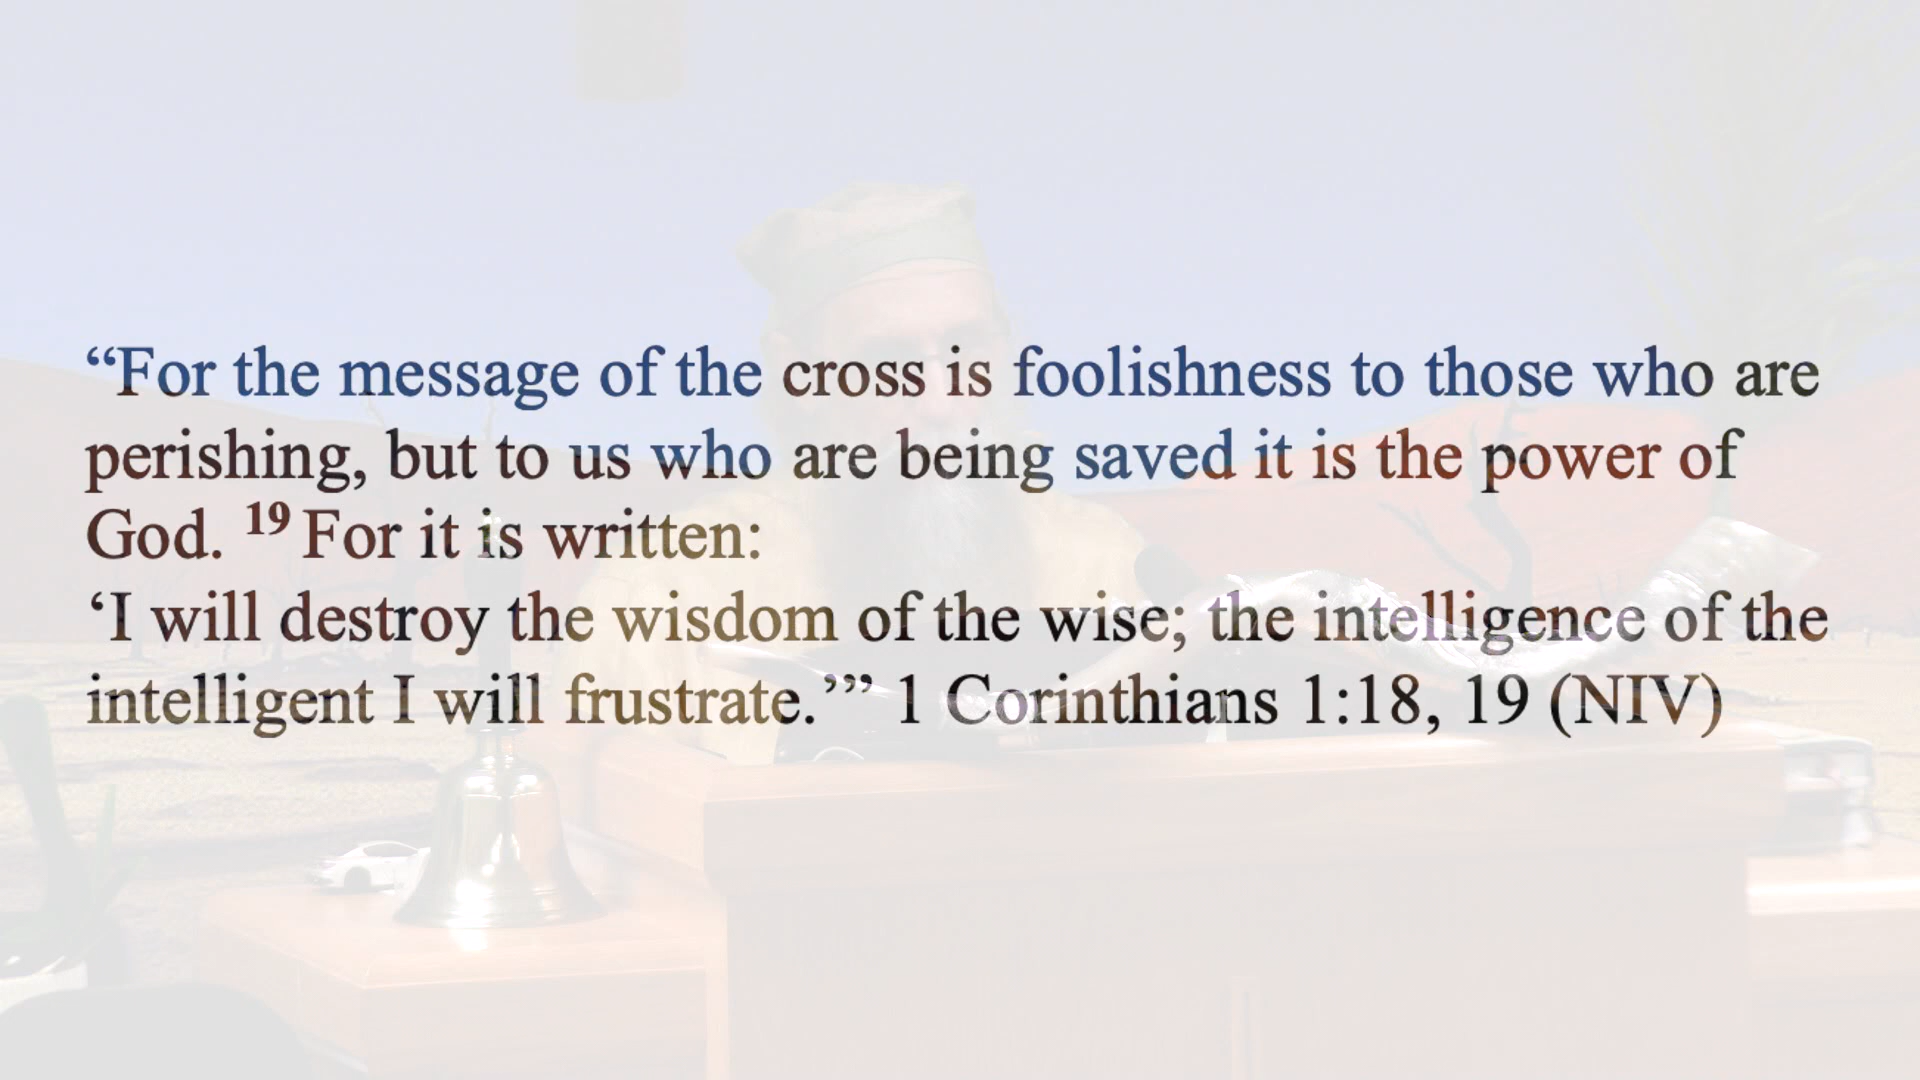 “For the message of the cross is foolishness to those who are
perishing, but to us who are being saved it is the power of
God. 19 For it is written:
‘I will destroy the wisdom of the wise; the intelligence of the
intelligent I will frustrate.’” 1 Corinthians 1:18, 19 (NIV)